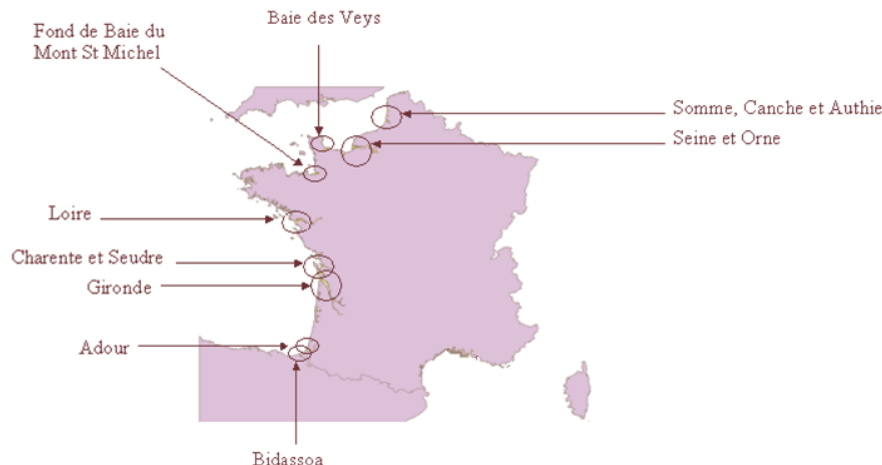 Baie des Veys
Fond de Baie du
Mont St Michel
Somme, Canche et Authie
Seine et Orne
Loire
Charente et Seudre
Gironde
Adour
Bidassoa